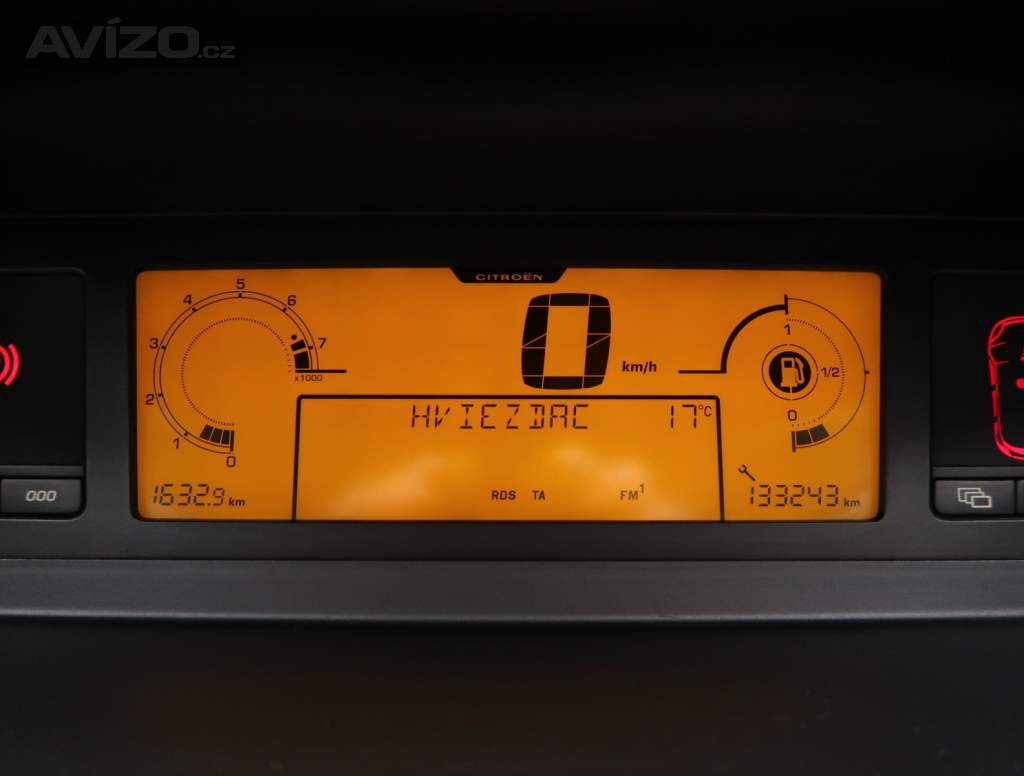 AVÍZO.cz
CITROËN
0 1 2 3 4 5 6 7
x1000
0 km/h
1
1/2
0
HVIEZDAC 17°C
RDS TA FM1
1632.9 km
133243 km
000